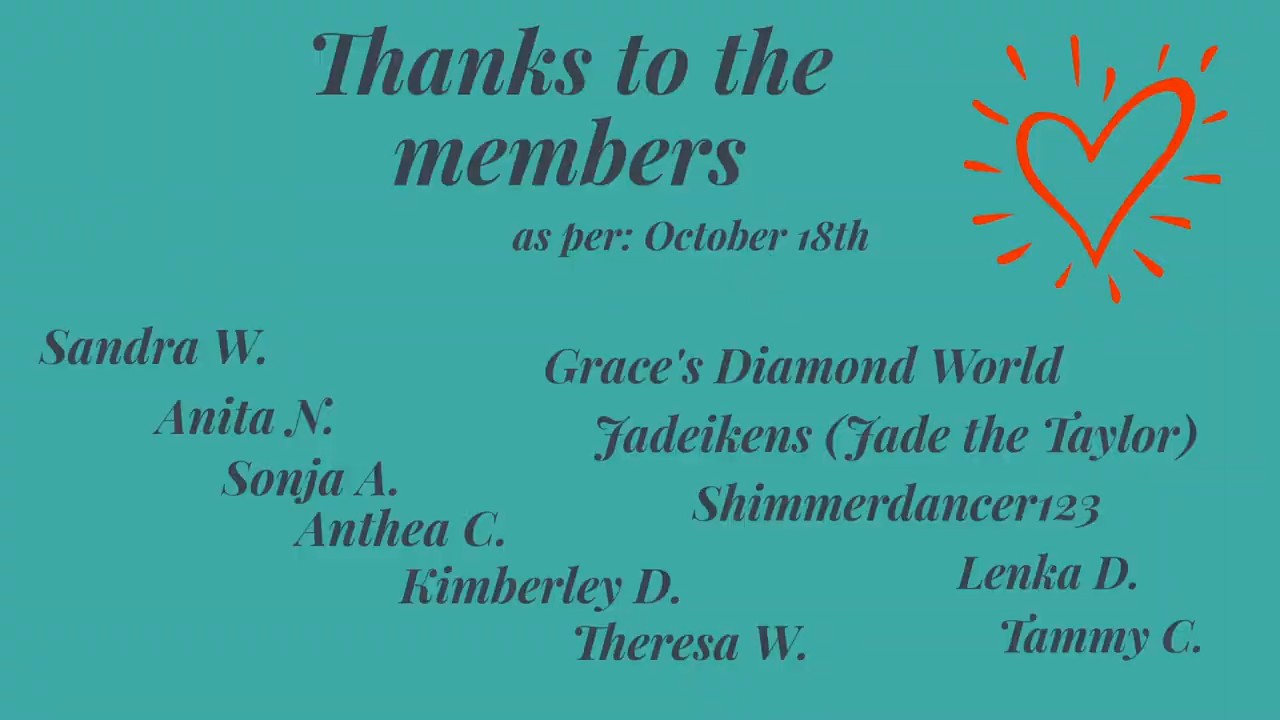 Thanks to the
members
as per: October 18th
Sandra W.
Anita N.
Sonja A.
Anthea C.
Kimberley D.
Theresa W.
Grace's Diamond World
Jadeikens (Jade the Taylor)
Shimmerdancer123
Lenka D.
Tammy C.